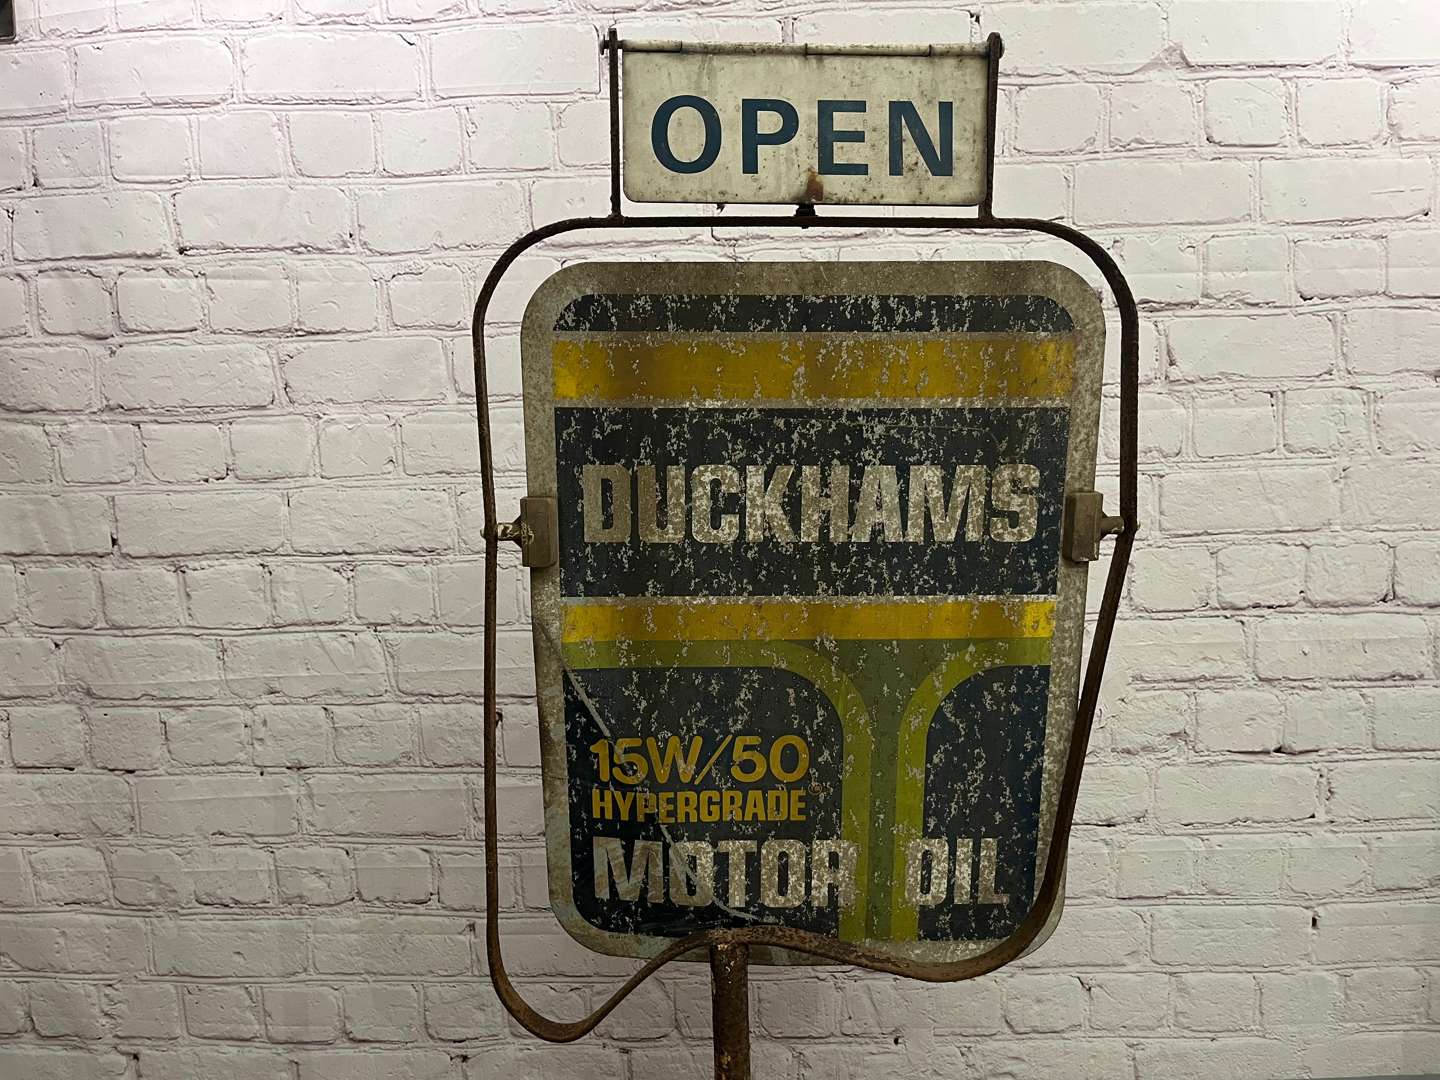 OPEN
DUCKHAMS
15W/50
HYPERGRADE®
MOTOR OIL